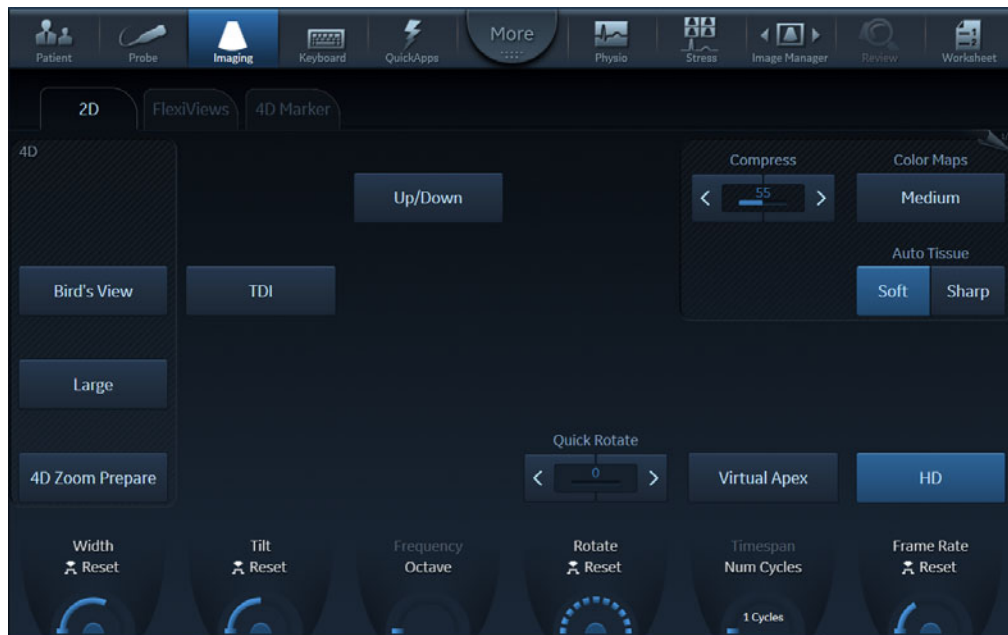 Patient
Probe
Imaging
Keyboard
QuickApps
More
Physio
Stress
Image Manager
Review
Worksheet
2D
FlexiViews
4D Marker
4D
Compress
Color Maps
Up/Down
55
Medium
Auto Tissue
Bird's View
TDI
Soft
Sharp
Large
Quick Rotate
4D Zoom Prepare
0
Virtual Apex
HD
Width
Tilt
Frequency
Rotate
Timespan
Frame Rate
Reset
Reset
Octave
Reset
Num Cycles
Reset
1 Cycles